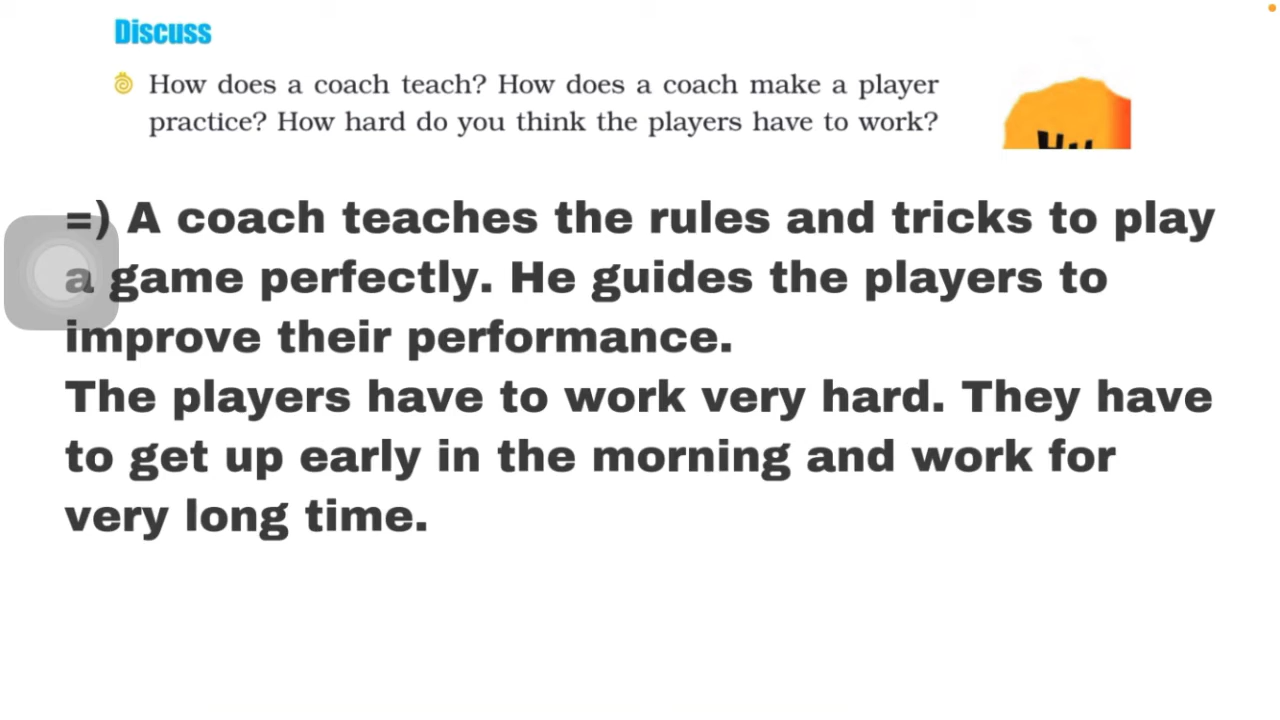 Discuss
How does a coach teach? How does a coach make a player
practice? How hard do you think the players have to work?
=) A coach teaches the rules and tricks to play
a game perfectly. He guides the players to
improve their performance.
The players have to work very hard. They have
to get up early in the morning and work for
very long time.